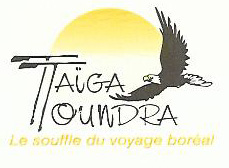 TAÏGA
TOUNDRA
Le souffle du voyage boréal